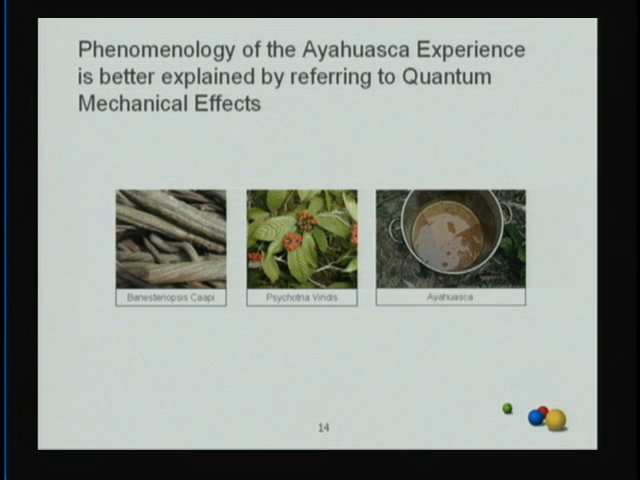 Phenomenology of the Ayahuasca Experience
is better explained by referring to Quantum
Mechanical Effects
Banesteriopsis Caapi
Psychotria Viridis
Ayahuasca
14